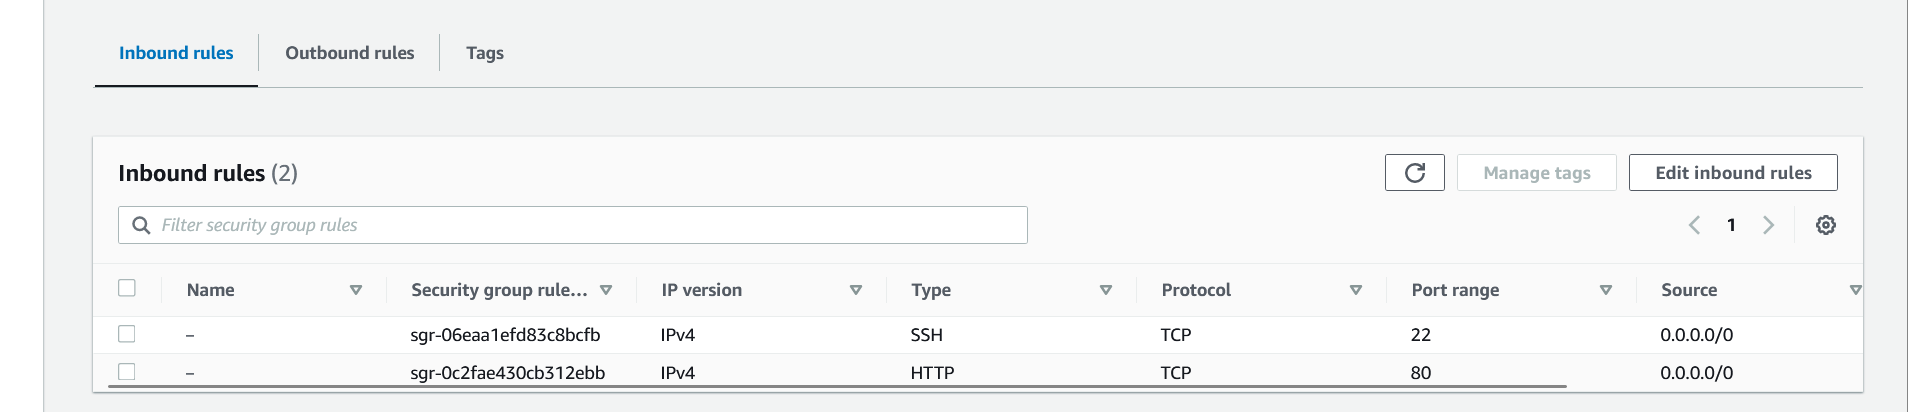 Inbound rules Outbound rules Tags
Inbound rules (2)
Manage tags Edit inbound rules
Filter security group rules
1
Name Security group rule... IP version Type Protocol Port range Source
– sgr-06eaa1efd83c8bcfb IPv4 SSH TCP 22 0.0.0.0/0
– sgr-0c2fae430cb312ebb IPv4 HTTP TCP 80 0.0.0.0/0